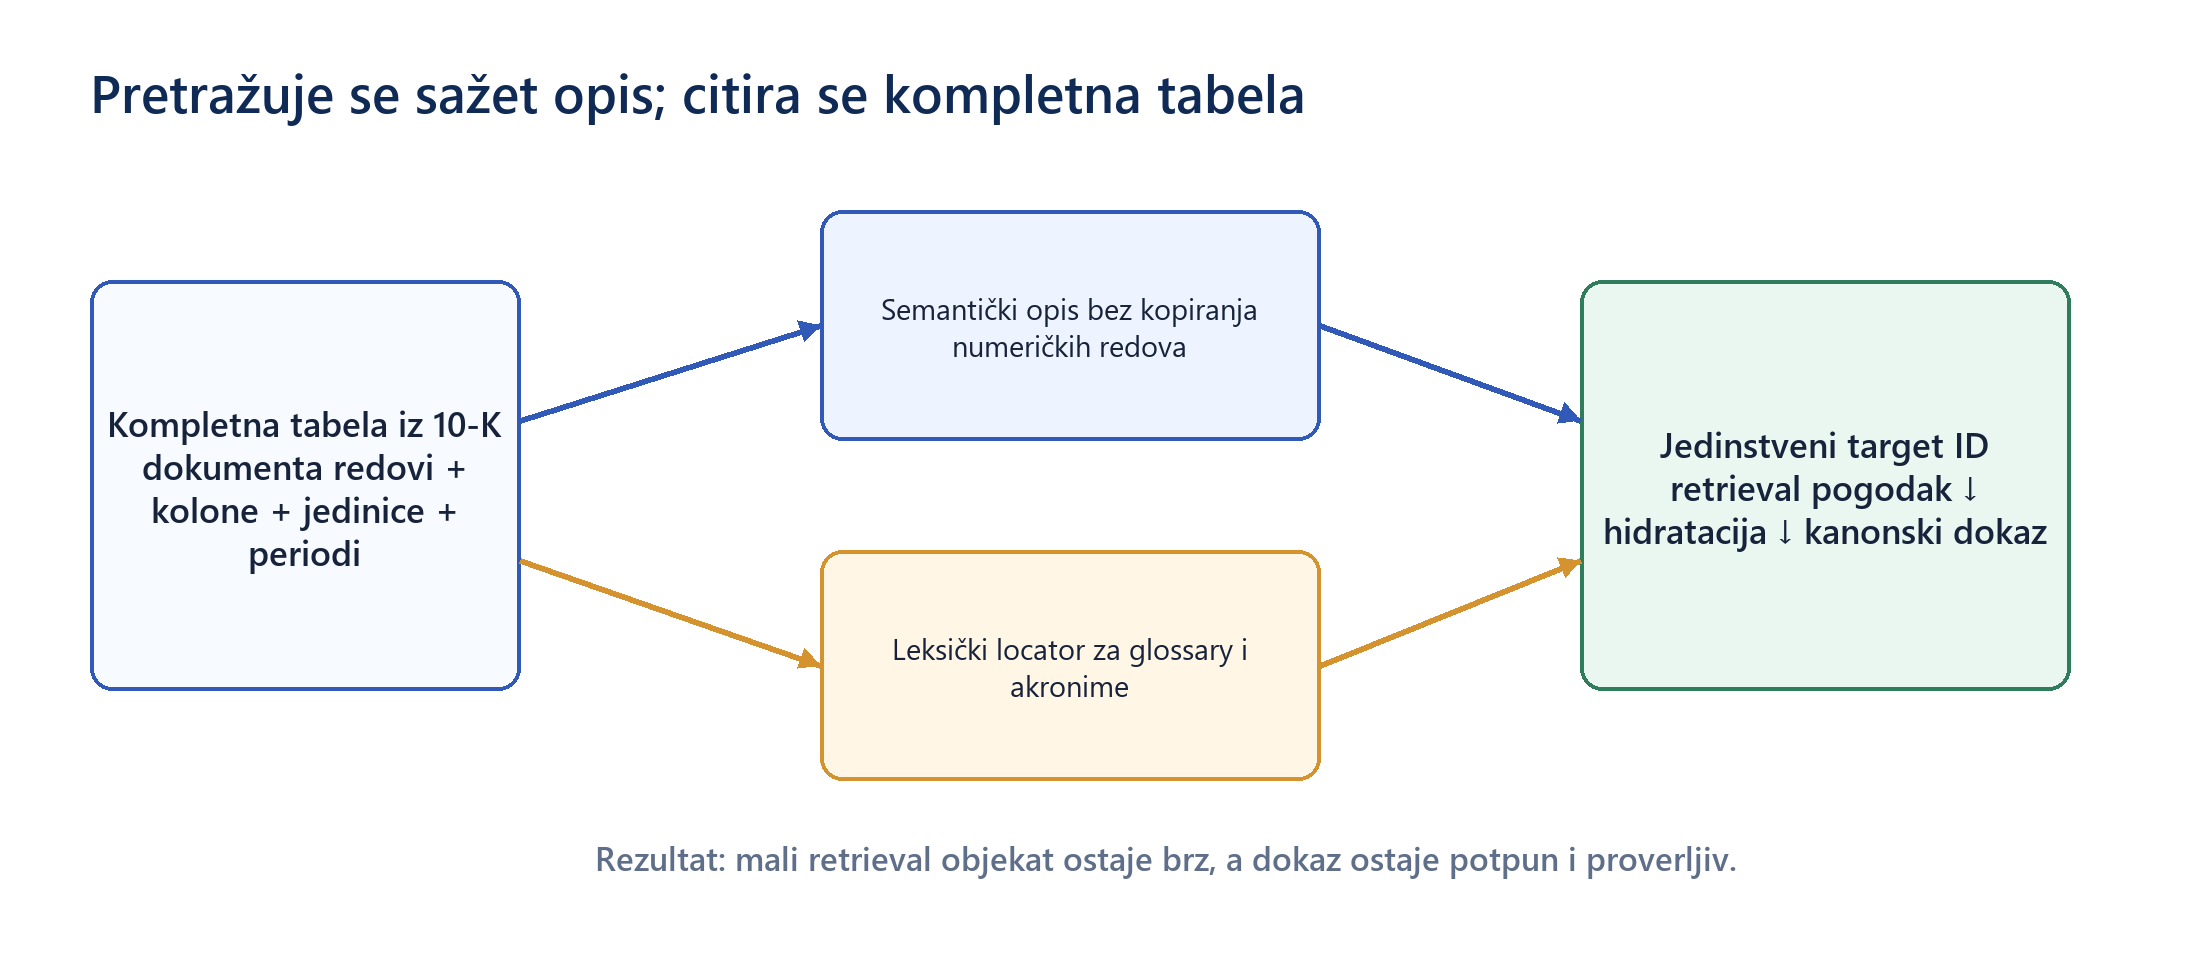 Pretražuje se sažet opis; citira se kompletna tabela
Kompletna tabela iz 10-K
dokumenta redovi +
kolone + jedinice +
periodi
Semantički opis bez kopiranja
numeričkih redova
Leksički locator za glossary i
akronime
Jedinstveni target ID
retrieval pogodak ↓
hidratacija ↓ kanonski dokaz
Rezultat: mali retrieval objekat ostaje brz, a dokaz ostaje potpun i proverljiv.